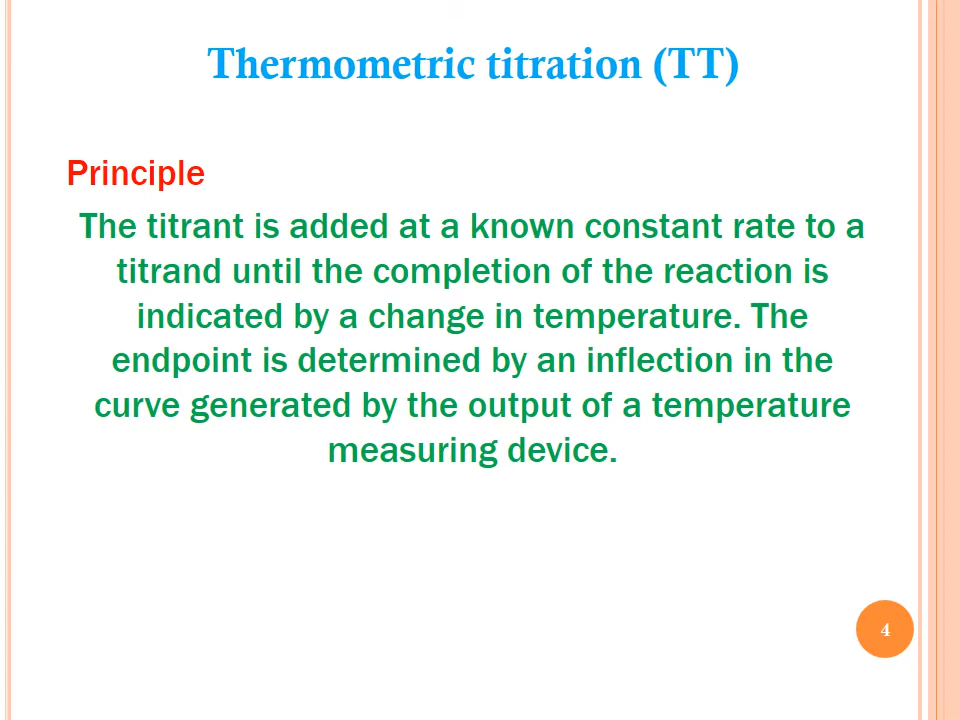 Thermometric titration (TT)
Principle
The titrant is added at a known constant rate to a
titrand until the completion of the reaction is
indicated by a change in temperature. The
endpoint is determined by an inflection in the
curve generated by the output of a temperature
measuring device.
4